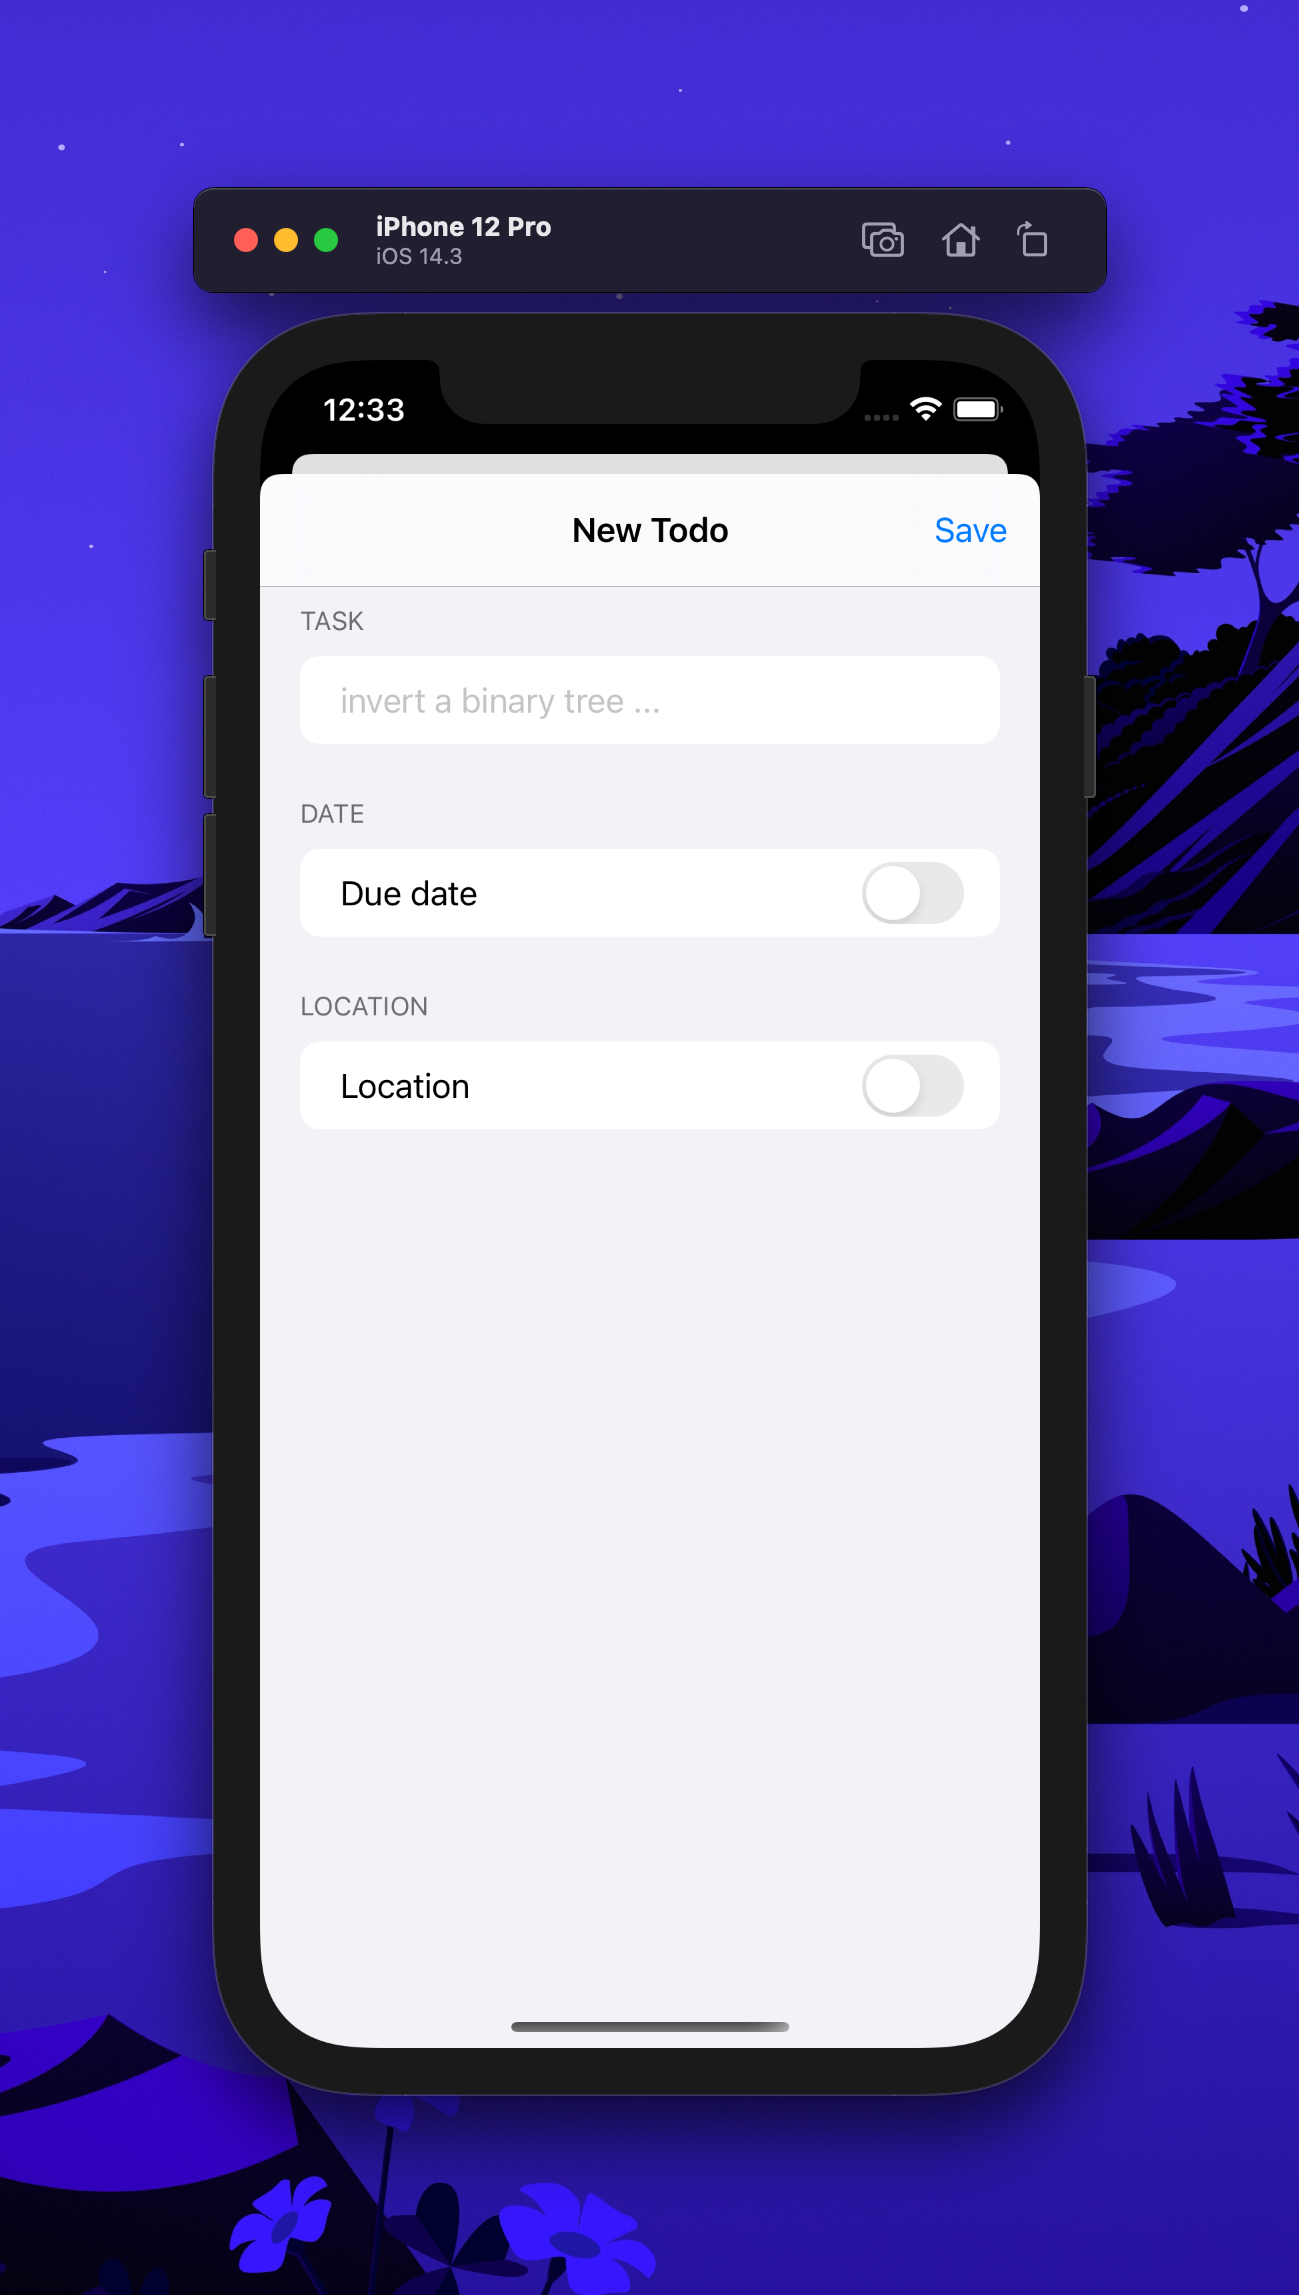 iPhone 12 Pro
iOS 14.3
12:33
New Todo
Save
TASK
invert a binary tree ...
DATE
Due date
LOCATION
Location